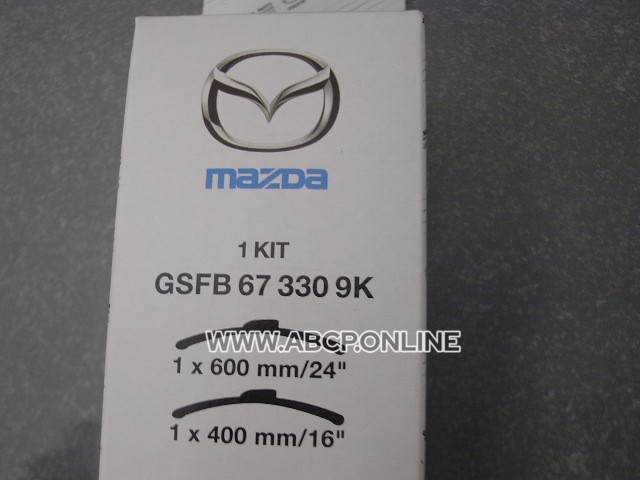 mazDa
1 KIT
GSFB 67 330 9K
WWW.ABCP.ONLINE
1 x 600 mm/24"
1 x 400 mm/16"